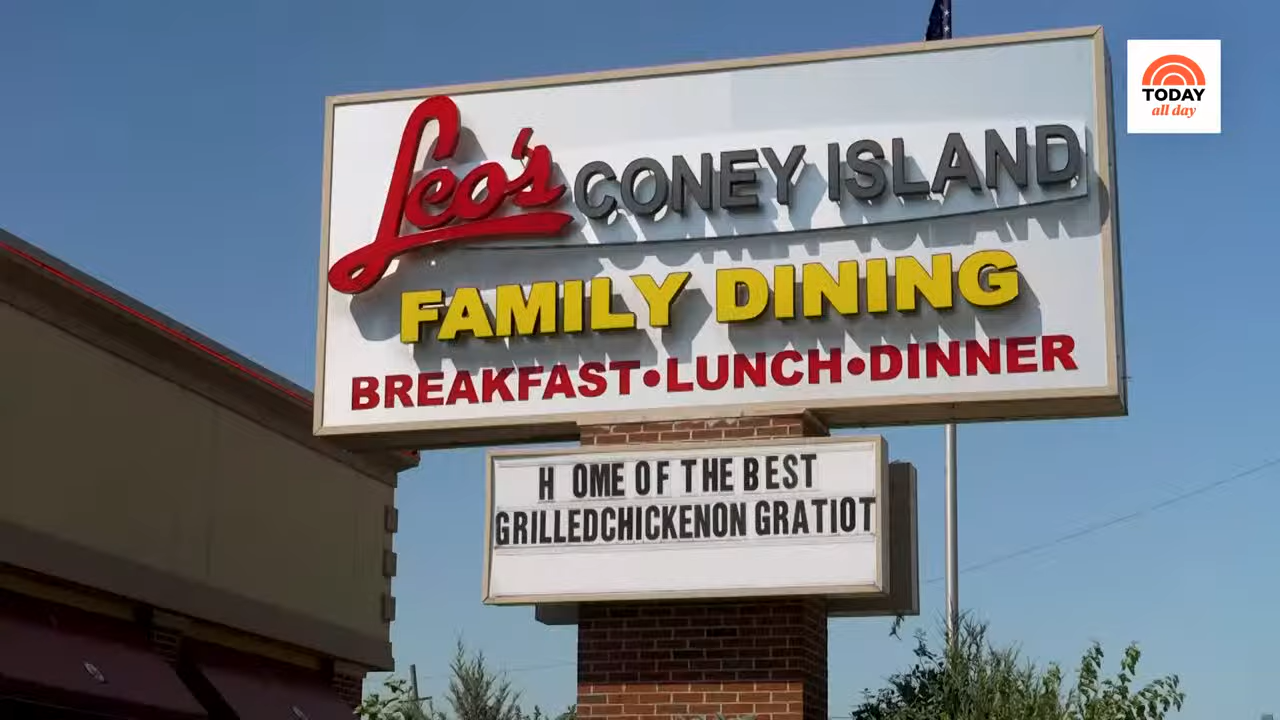 Leo's CONEY ISLAND
FAMILY DINING
BREAKFAST•LUNCH•DINNER
H OME OF THE BEST
GRILLEDCHICKENON GRATIOT
TODAY
all day